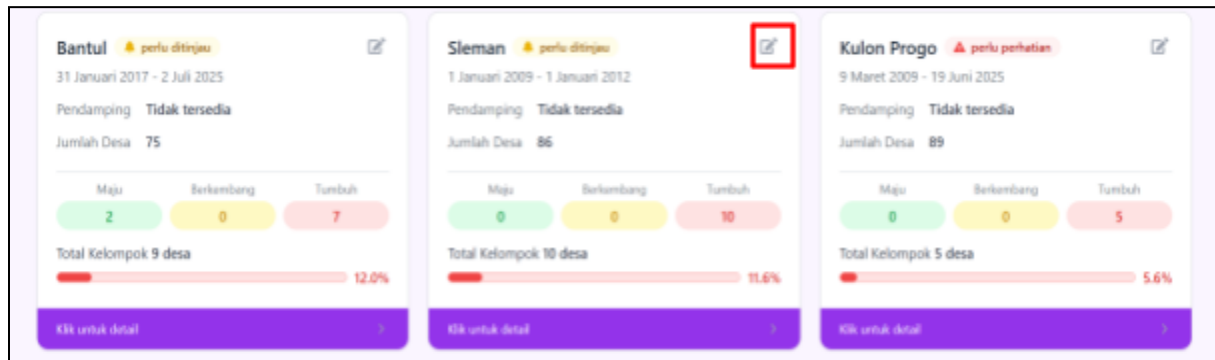 Bantul perlu ditinjau
31 Januari 2017 - 2 Juli 2025
Pendamping Tidak tersedia
Jumlah Desa 75
Maju Berkembang Tumbuh
2 0 7
Total Kelompok 9 desa
12.0%
Klik untuk detail
Sleman perlu ditinjau
1 Januari 2009 - 1 Januari 2012
Pendamping Tidak tersedia
Jumlah Desa 86
Maju Berkembang Tumbuh
0 0 10
Total Kelompok 10 desa
11.6%
Klik untuk detail
Kulon Progo perlu perhatian
9 Maret 2009 - 19 Juni 2025
Pendamping Tidak tersedia
Jumlah Desa 89
Maju Berkembang Tumbuh
0 0 5
Total Kelompok 5 desa
5.6%
Klik untuk detail